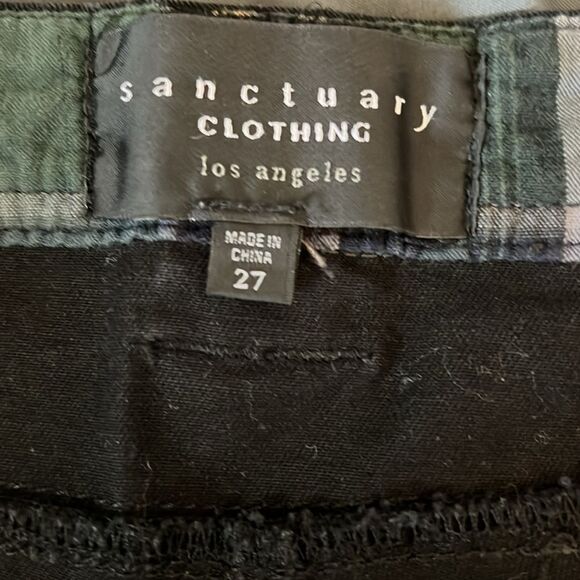 sanctuary
CLOTHING
los angeles
MADE IN
CHINA
27